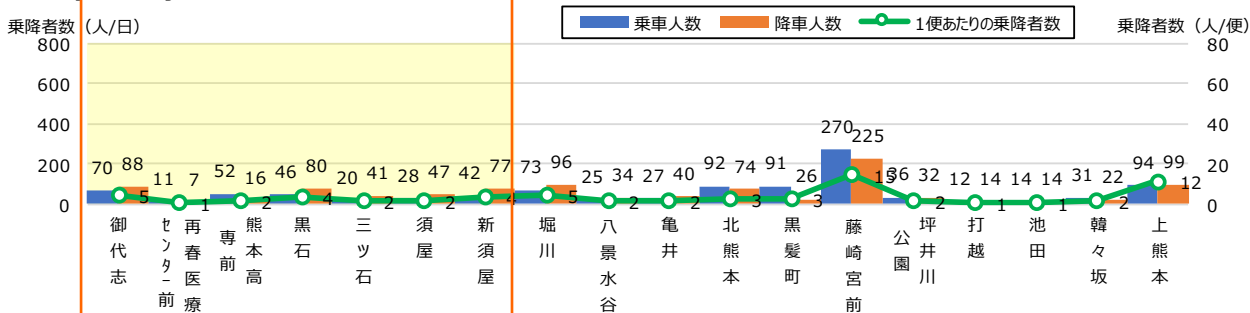 乗降者数（人/日）
乗車人数 降車人数 1便あたりの乗降者数
乗降者数（人/便）
800 80
600 60
400 40
200 20
0 0
70 88 5
11 7 1
52 16 2
46 80 4
20 41 2
28 47 2
42 77 4
73 96 5
25 34 2
27 40 2
92 74 3
91 26 3
270 225 15
36 32 2
12 14 1
14 14 1
31 22 2
94 99 12
御代志
再春医療
センター前
熊本高
専前
黒石
三ツ石
須屋
新須屋
堀川
八景水谷
亀井
北熊本
黒髪町
藤崎宮前
坪井川
公園
打越
池田
韓々坂
上熊本